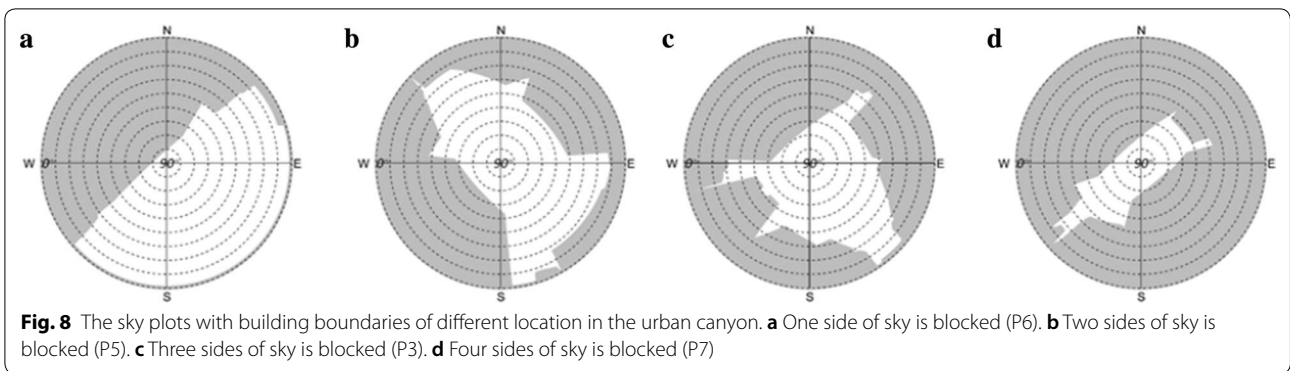 a
N
W 0° 90° E
S
b
N
W 0° 90° E
S
c
N
W 0° 90° E
S
d
N
W 0° 90° E
S
Fig. 8 The sky plots with building boundaries of different location in the urban canyon. a One side of sky is blocked (P6). b Two sides of sky is
blocked (P5). c Three sides of sky is blocked (P3). d Four sides of sky is blocked (P7)